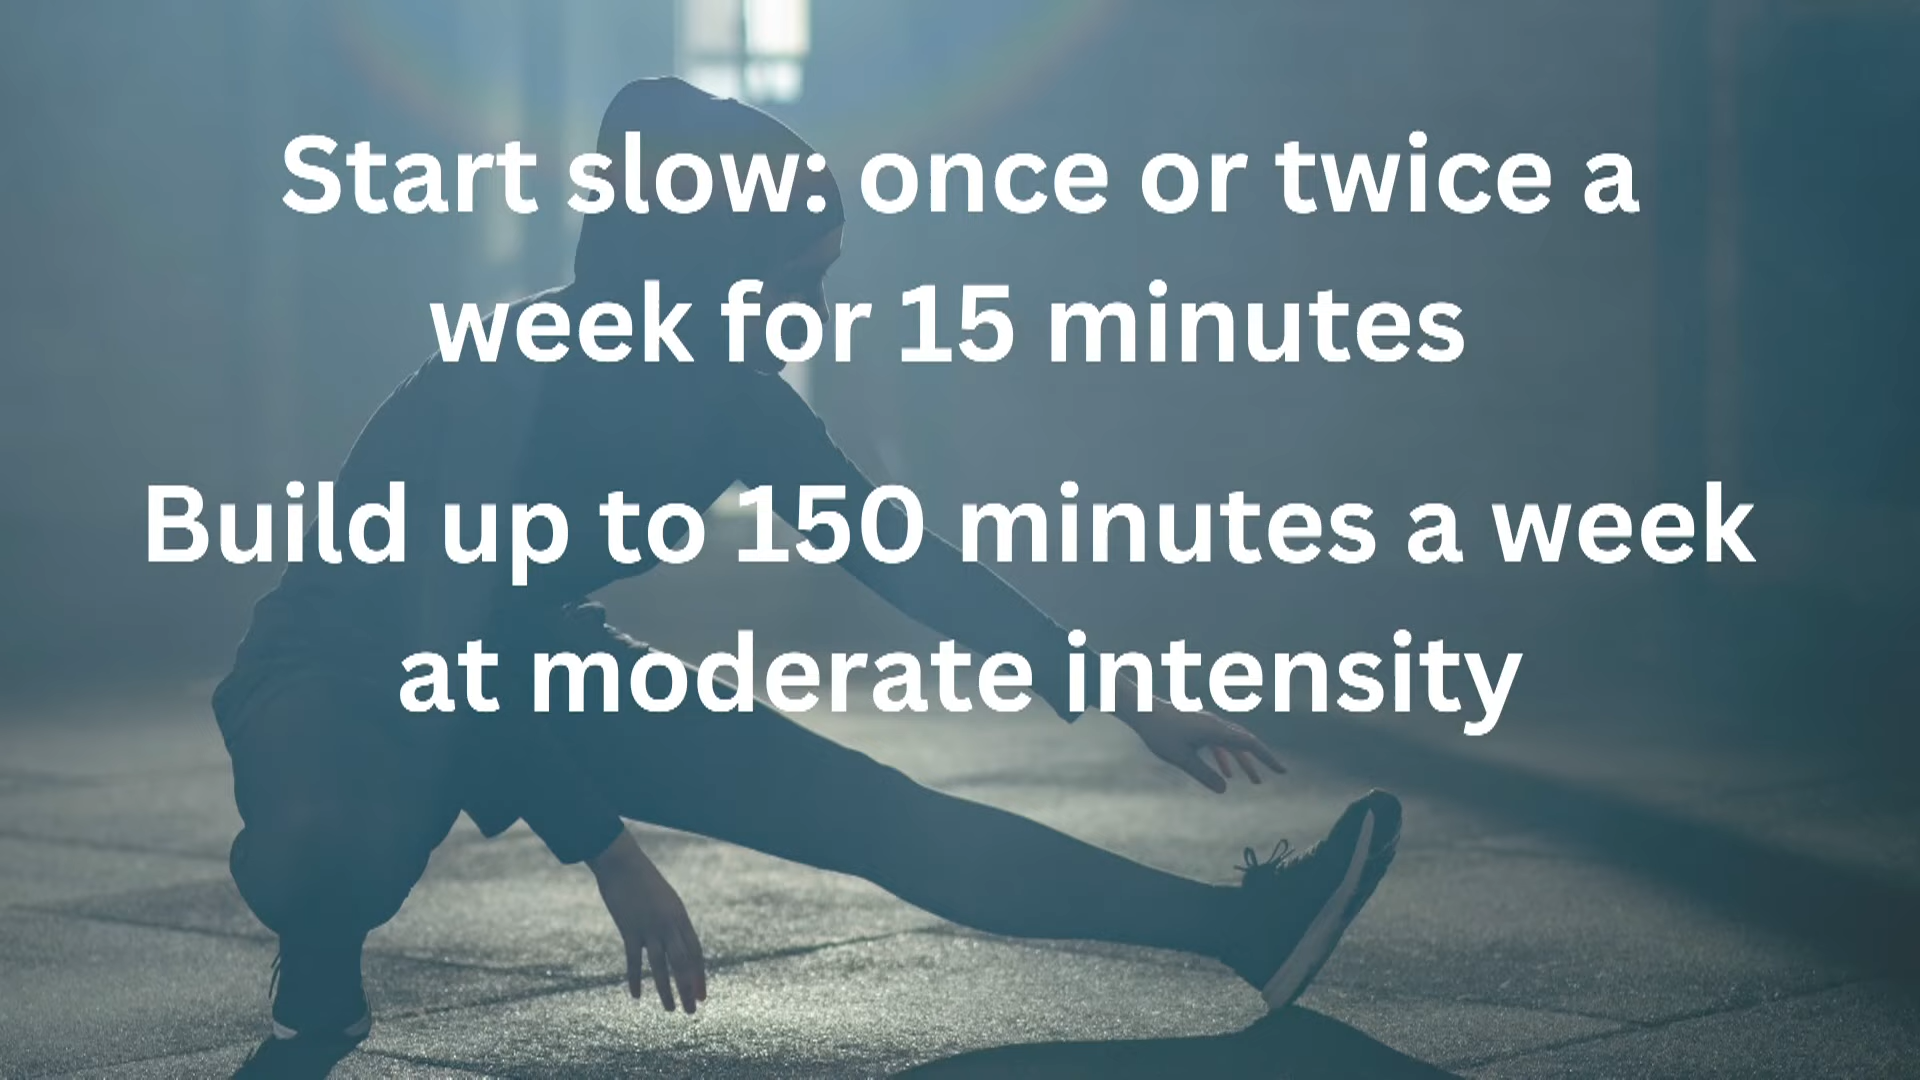 Start slow: once or twice a
week for 15 minutes
Build up to 150 minutes a week
at moderate intensity